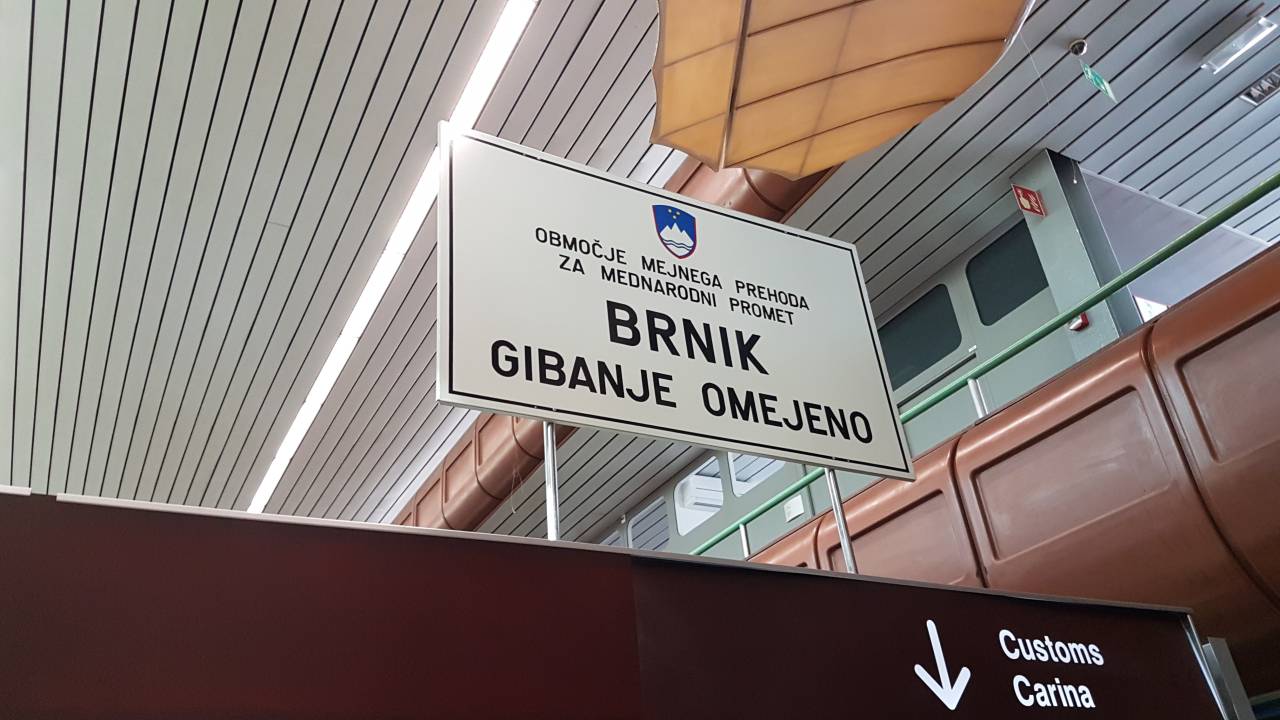 OBMOČJE MEJNEGA PREHODA
ZA MEDNARODNI PROMET
BRNIK
GIBANJE OMEJENO
Customs
Carina